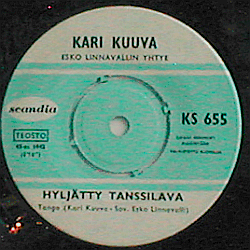 KARI KUUVA
ESKO LINNAVALLIN YHTYE
scandia
KS 655
TEOSTO
HYLJÄTTY TANSSILAVA
Tango (Kari Kuuva - Sov. Esko Linnavalli)